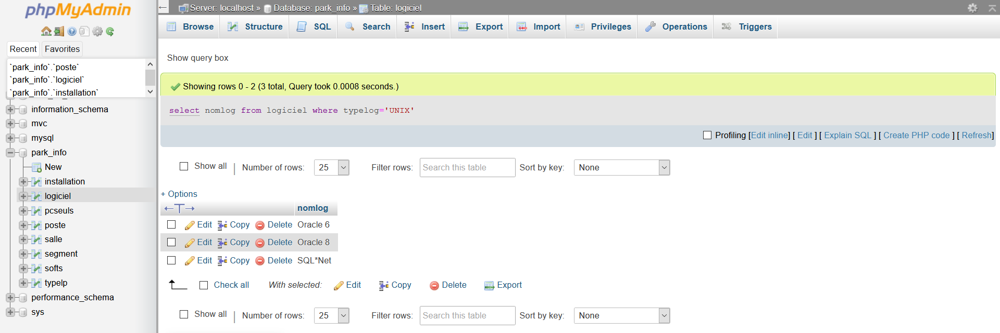 phpMyAdmin
Recent Favorites
`park_info`.`poste`
`park_info`.`logiciel`
`park_info`.`installation`
information_schema
mvc
mysql
park_info
New
installation
logiciel
pcseuls
poste
salle
segment
softs
typelp
performance_schema
sys
Server: localhost » Database: park_info » Table: logiciel
Browse Structure SQL Search Insert Export Import Privileges Operations Triggers
Show query box
Showing rows 0 - 2 (3 total, Query took 0.0008 seconds.)
select nomlog from logiciel where typelog='UNIX'
Profiling [Edit inline] [ Edit ] [ Explain SQL ] [ Create PHP code ] [ Refresh]
Show all | Number of rows: 25 Filter rows: Search this table Sort by key: None
+ Options
←T→ nomlog
Edit Copy Delete Oracle 6
Edit Copy Delete Oracle 8
Edit Copy Delete SQL*Net
Check all With selected: Edit Copy Delete Export
Show all | Number of rows: 25 Filter rows: Search this table Sort by key: None